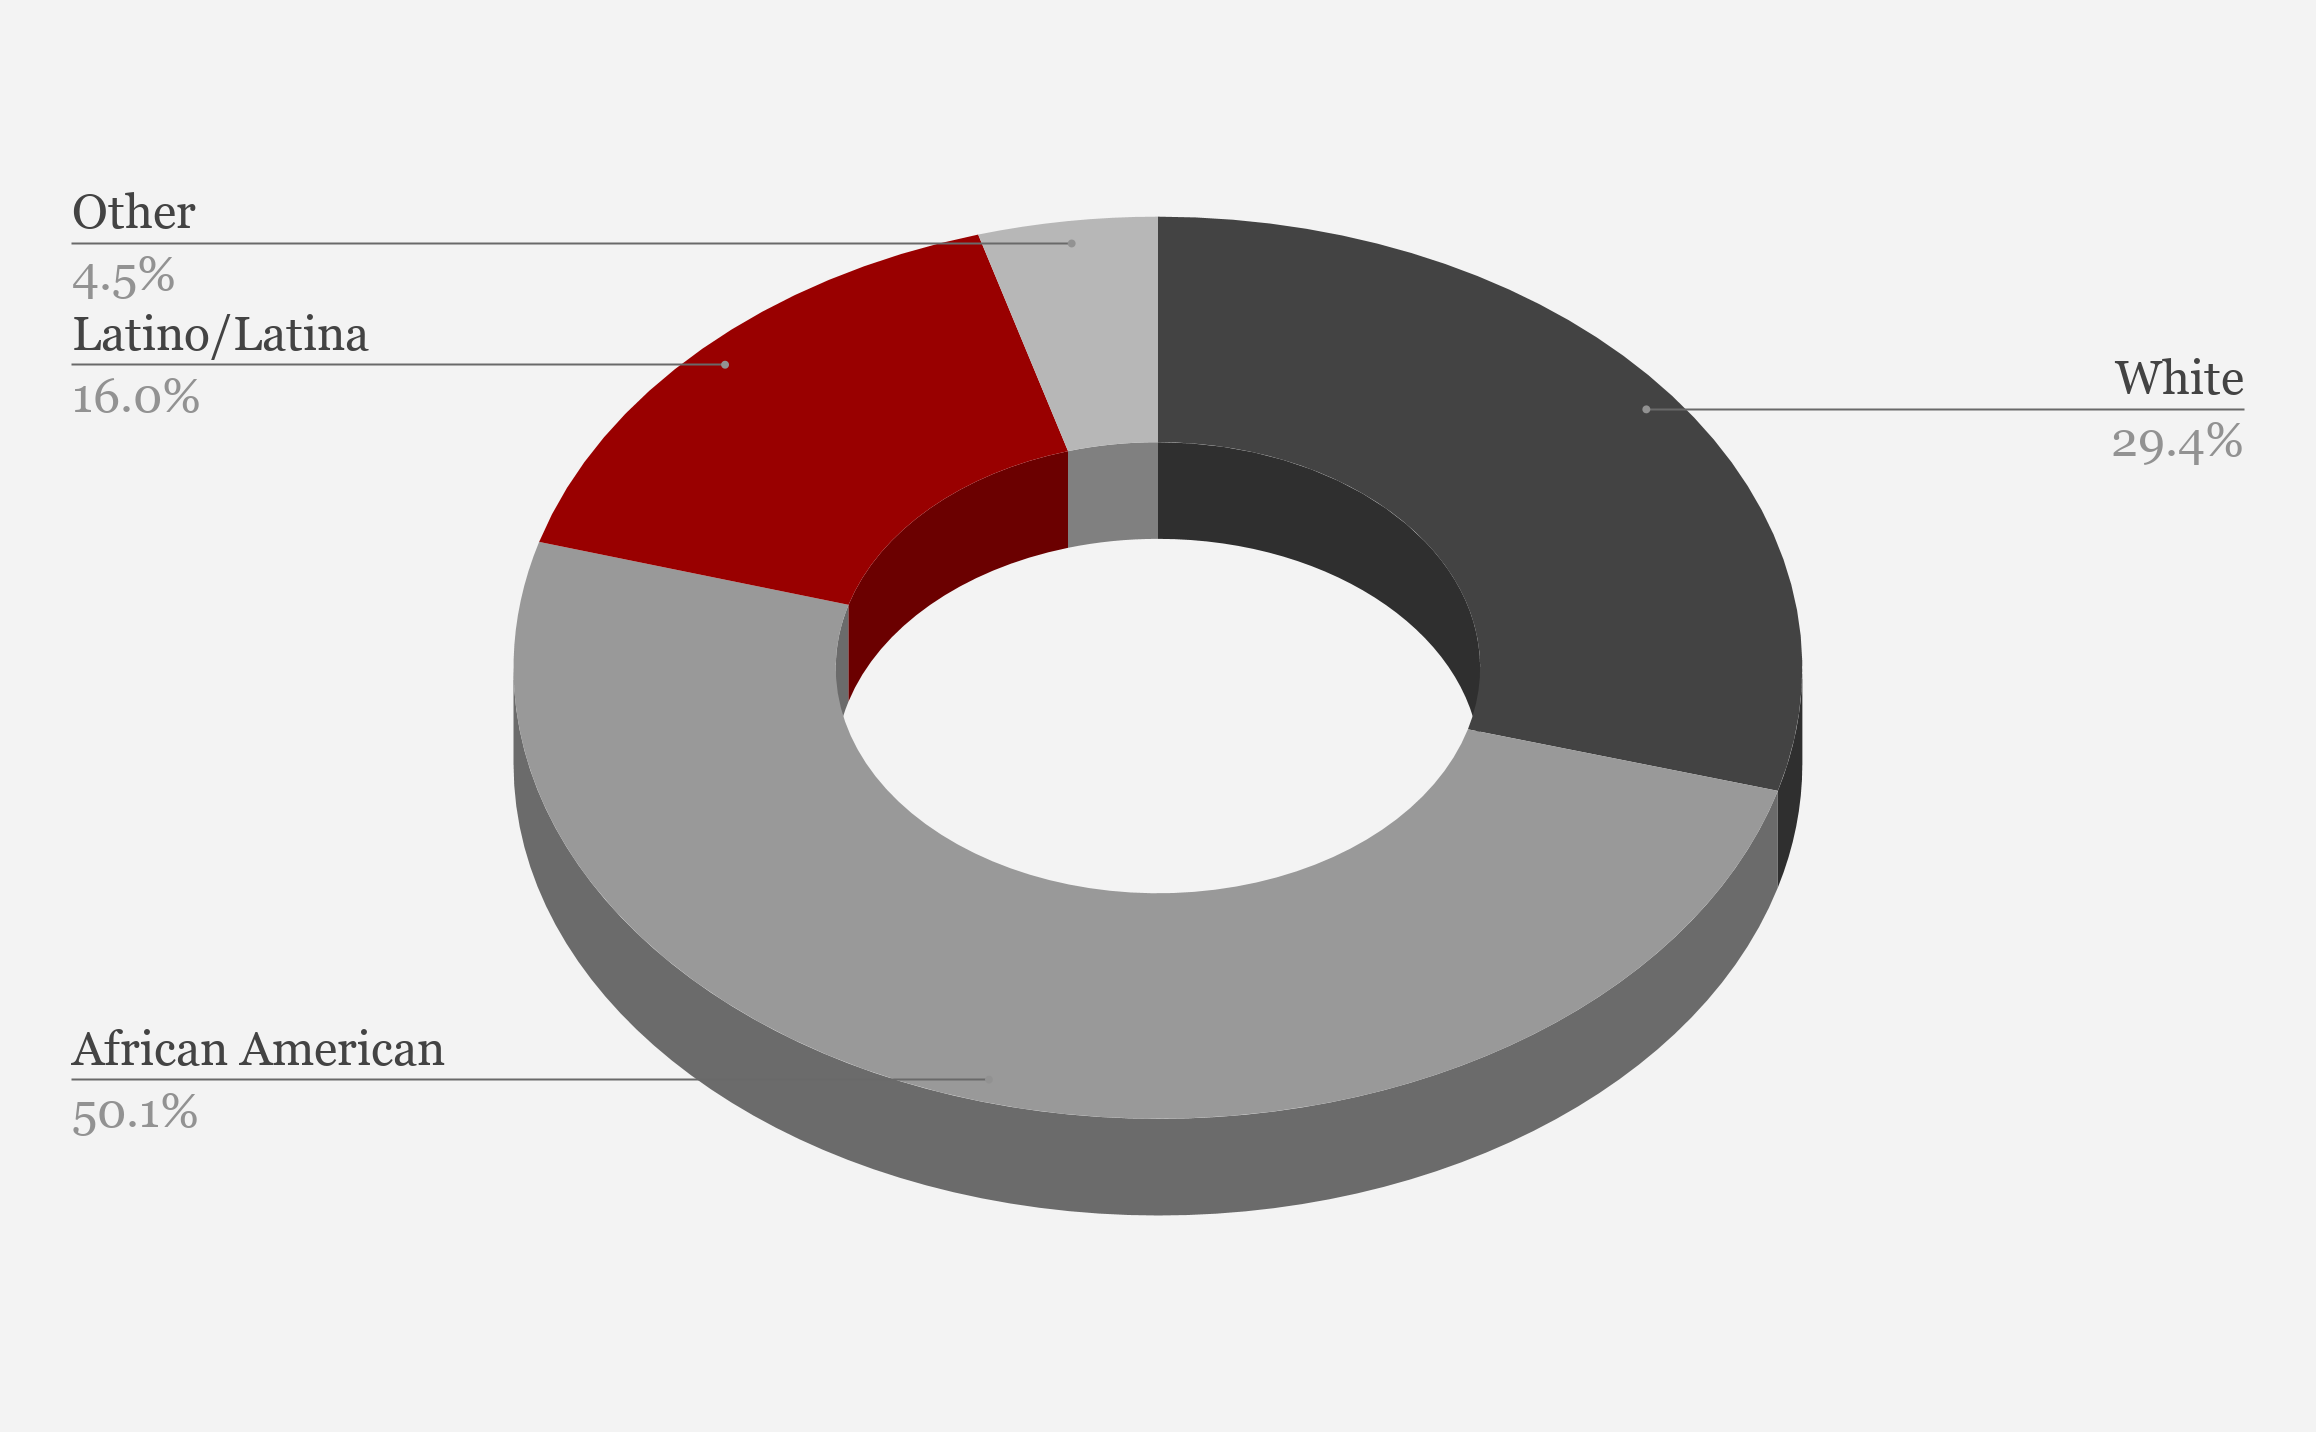 Other
4.5%
Latino/Latina
16.0%
White
29.4%
African American
50.1%